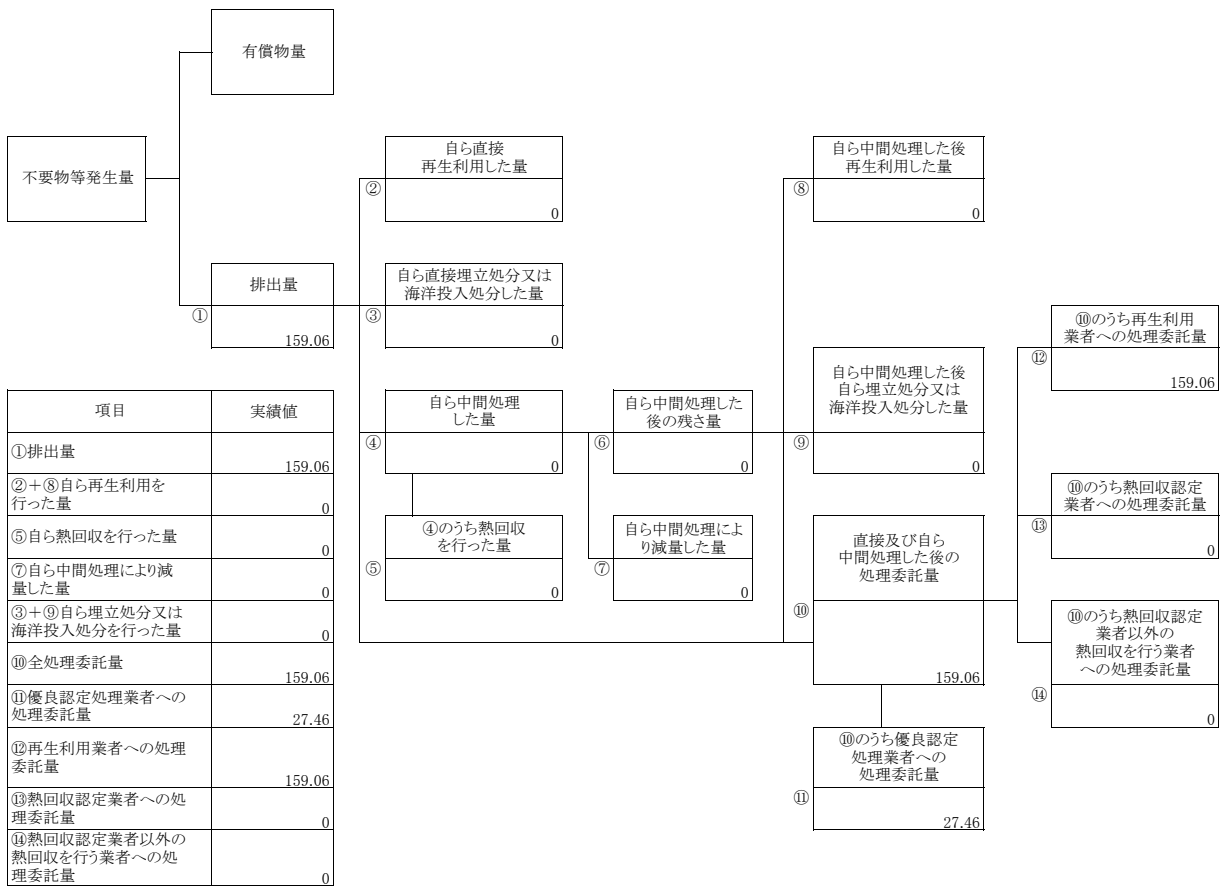 有償物量
不要物等発生量
自ら直接
再生利用した量
②
0
自ら中間処理した後
再生利用した量
⑧
0
排出量
①
159.06
自ら直接埋立処分又は
海洋投入処分した量
③
0
⑩のうち再生利用
業者への処理委託量
⑫
159.06
自ら中間処理
した量
④
0
自ら中間処理した
後の残さ量
⑥
0
自ら中間処理した後
自ら埋立処分又は
海洋投入処分した量
⑨
0
⑩のうち熱回収認定
業者への処理委託量
⑬
0
④のうち熱回収
を行った量
⑤
0
自ら中間処理によ
り減量した量
⑦
0
直接及び自ら
中間処理した後の
処理委託量
⑩
159.06
⑩のうち熱回収認定
業者以外の
熱回収を行う業者
への処理委託量
⑭
0
⑩のうち優良認定
処理業者への
処理委託量
⑪
27.46
項目 実績値
①排出量
159.06
②+⑧自ら再生利用を
行った量
0
⑤自ら熱回収を行った量
0
⑦自ら中間処理により減
量した量
0
③+⑨自ら埋立処分又は
海洋投入処分を行った量
0
⑩全処理委託量
159.06
⑪優良認定処理業者への
処理委託量
27.46
⑫再生利用業者への処理
委託量
159.06
⑬熱回収認定業者への処
理委託量
0
⑭熱回収認定業者以外の
熱回収を行う業者への処
理委託量
0